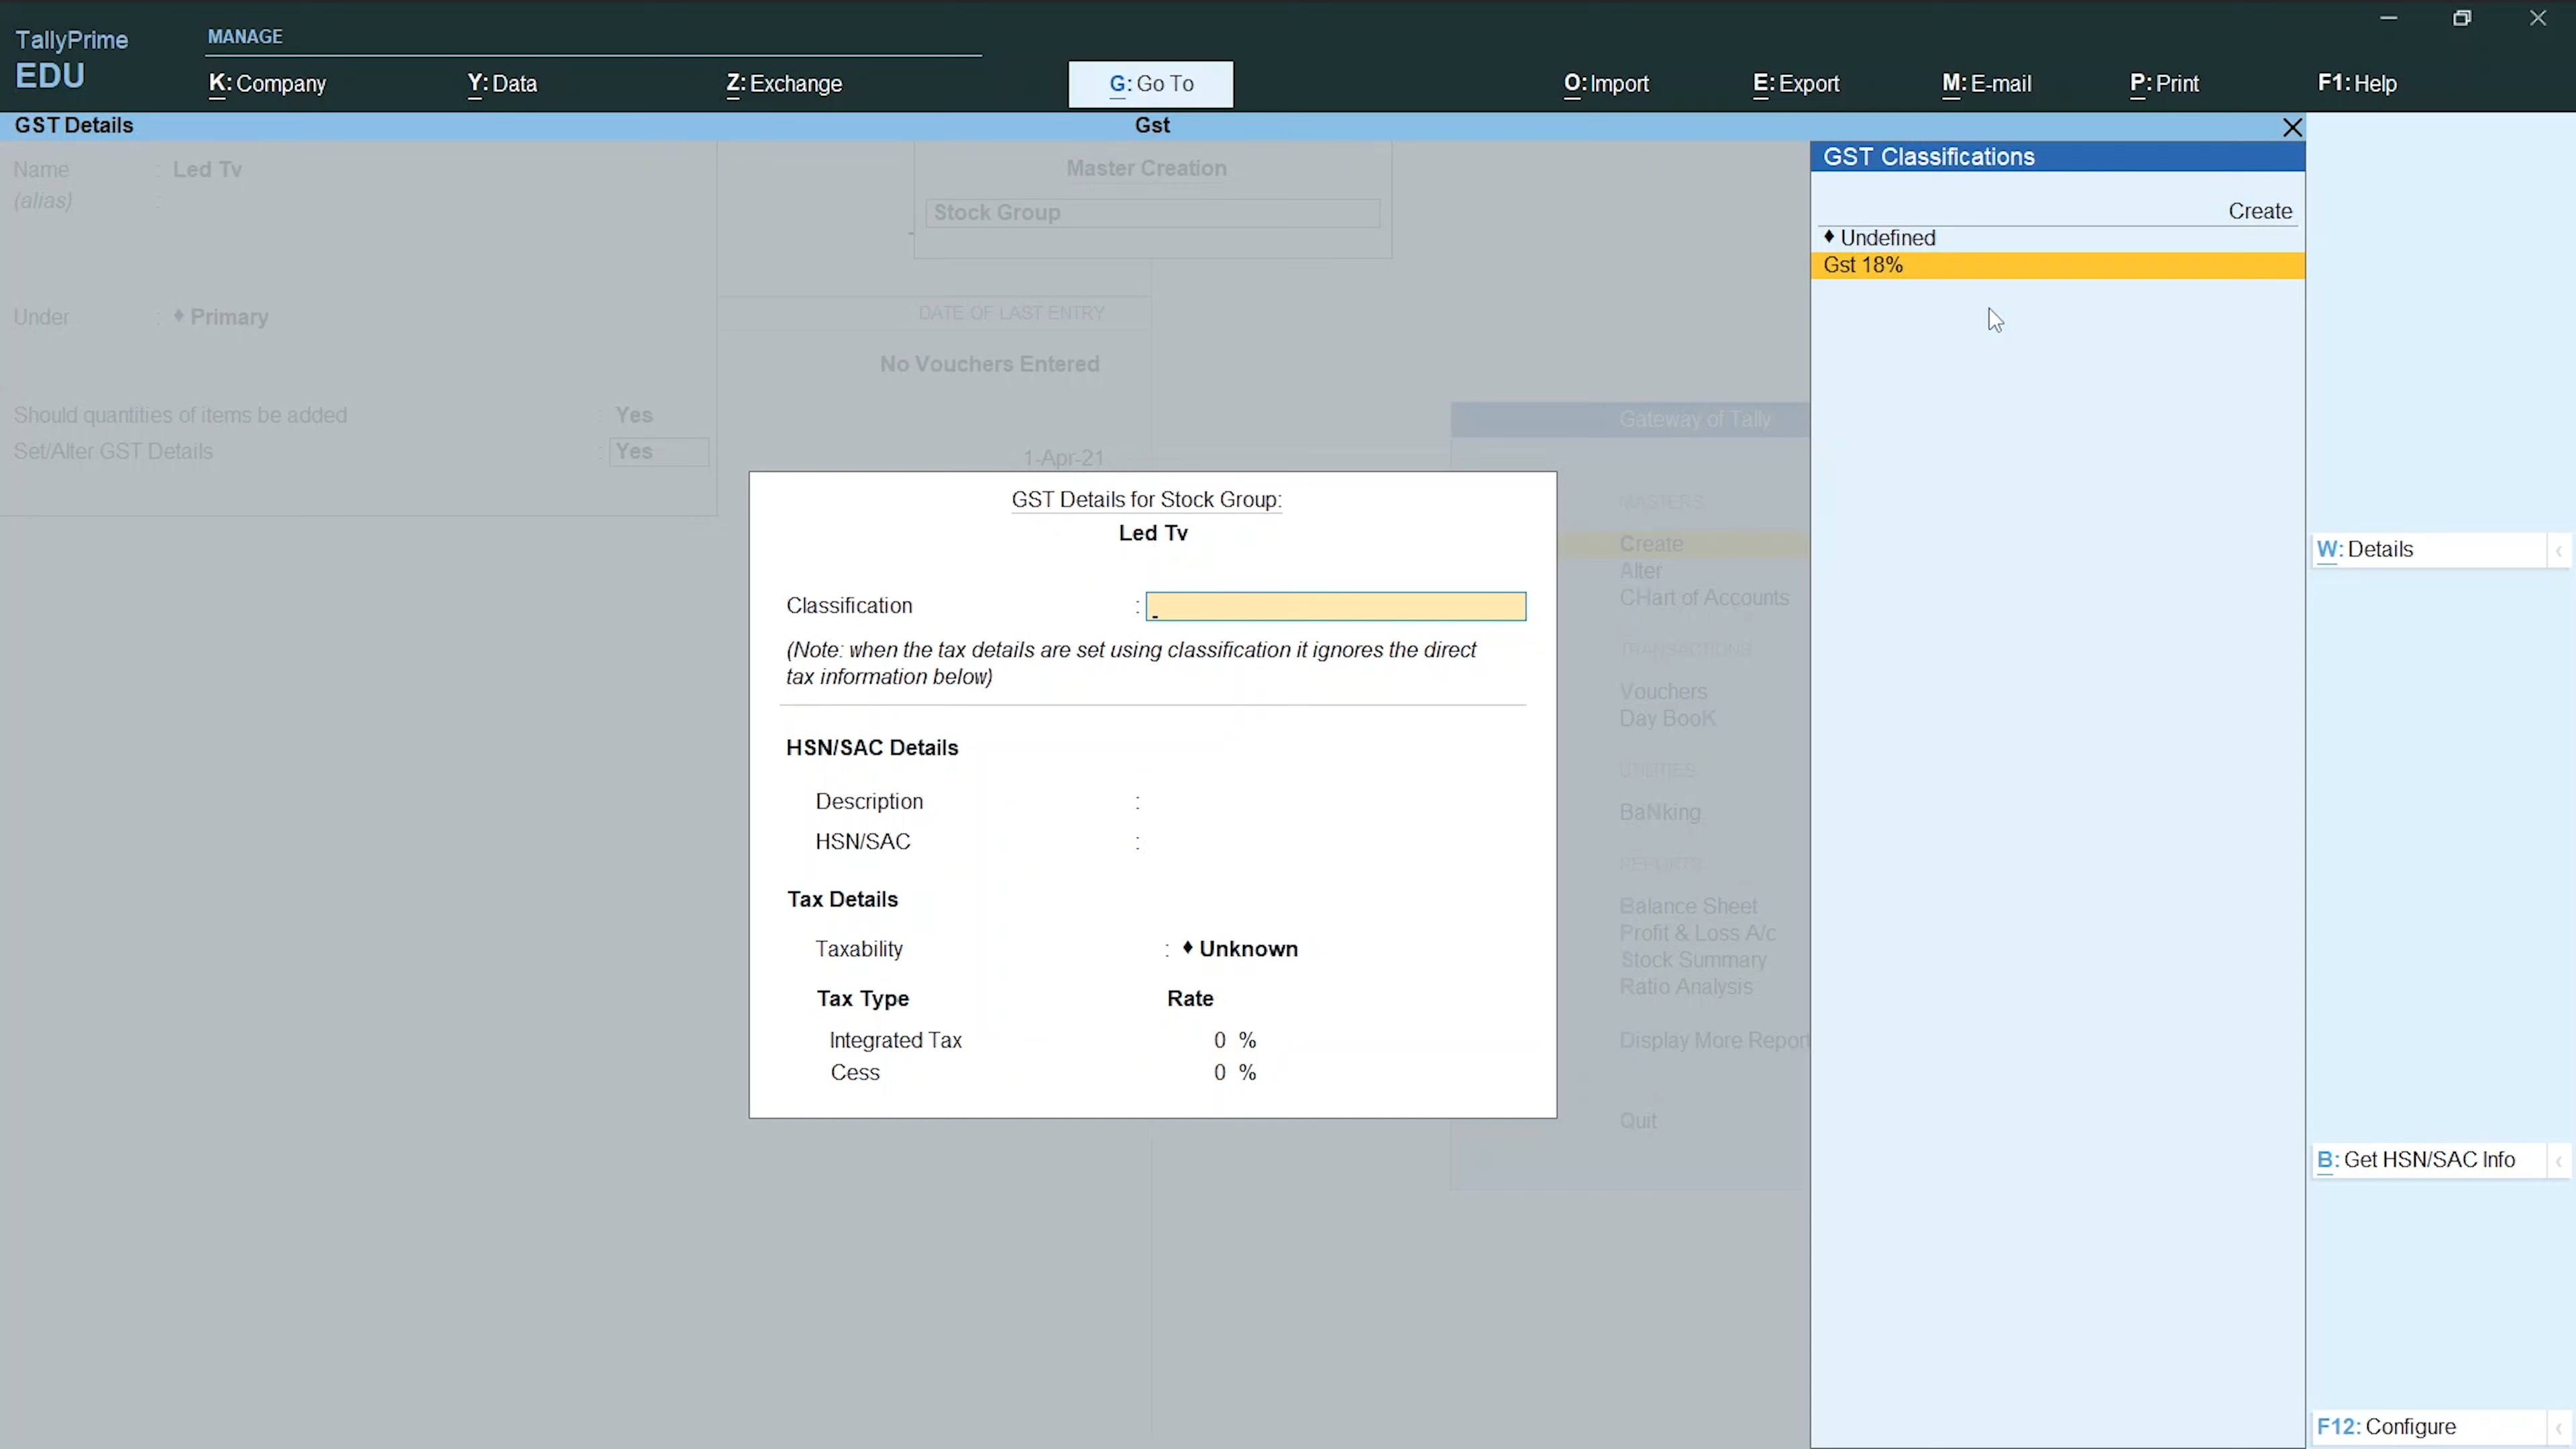 TallyPrime
EDU
MANAGE
K: Company
Y: Data
Z: Exchange
G: Go To
O: Import
E: Export
M: E-mail
P: Print
F1: Help
GST Details
Gst
Name : Led Tv
(alias) :
Under : ♦ Primary
Should quantities of items be added Yes
Set/Alter GST Details : Yes
Master Creation
Stock Group
DATE OF LAST ENTRY
No Vouchers Entered
1-Apr-21
GST Details for Stock Group:
Led Tv
Classification :
(Note: when the tax details are set using classification it ignores the direct
tax information below)
HSN/SAC Details
Description :
HSN/SAC :
Tax Details
Taxability : ♦ Unknown
Tax Type Rate
Integrated Tax 0 %
Cess 0 %
Gateway of Tally
MASTERS
Create
Alter
CHart of Accounts
TRANSACTIONS
Vouchers
Day BooK
UTILITIES
BaNking
REPORTS
Balance Sheet
Profit & Loss A/c
Stock Summary
Ratio Analysis
Display More Report
Quit
GST Classifications
Create
♦ Undefined
Gst 18%
W: Details
B: Get HSN/SAC Info
F12: Configure